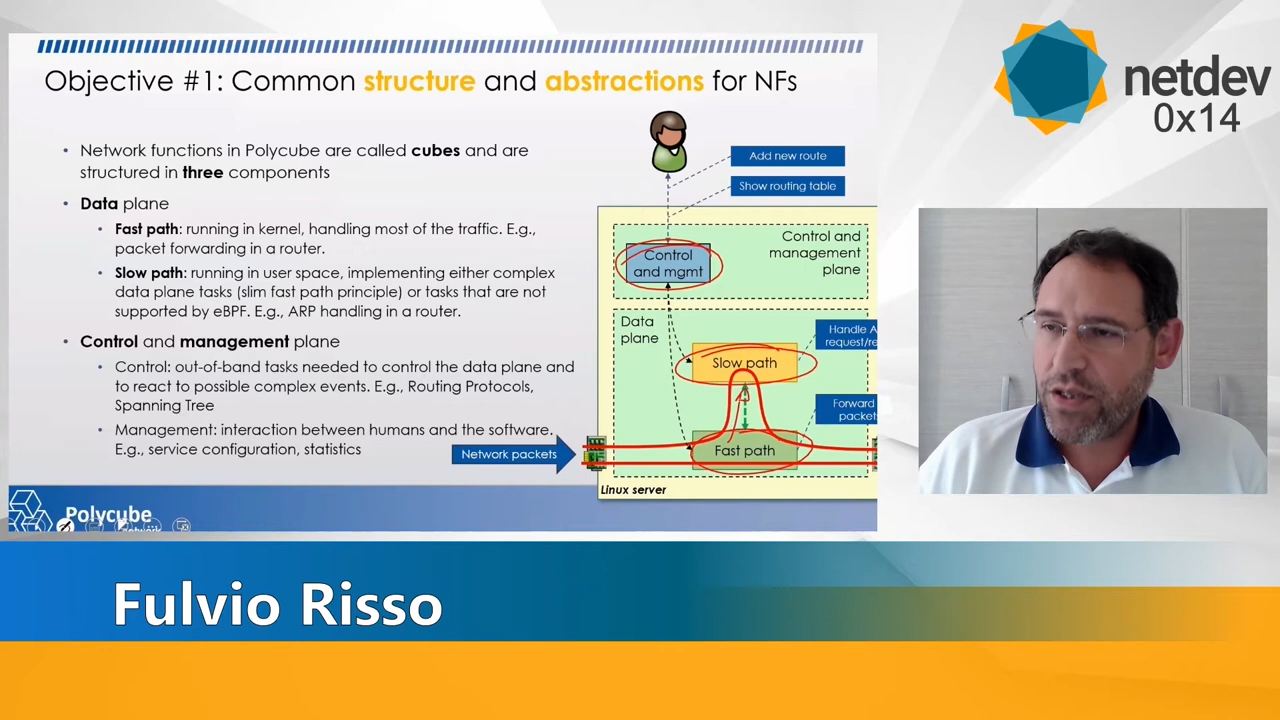 Objective #1: Common structure and abstractions for NFs
• Network functions in Polycube are called cubes and are
structured in three components
• Data plane
• Fast path: running in kernel, handling most of the traffic. E.g.,
packet forwarding in a router.
• Slow path: running in user space, implementing either complex
data plane tasks (slim fast path principle) or tasks that are not
supported by eBPF. E.g., ARP handling in a router.
• Control and management plane
• Control: out-of-band tasks needed to control the data plane and
to react to possible complex events. E.g., Routing Protocols,
Spanning Tree
• Management: interaction between humans and the software.
E.g., service configuration, statistics
Add new route
Show routing table
Control
and mgmt
Control and
management
plane
Data
plane
Slow path
Handle A
request/re
Forward
packet
Fast path
Network packets
Linux server
Polycube
network
netdev
0x14
Fulvio Risso